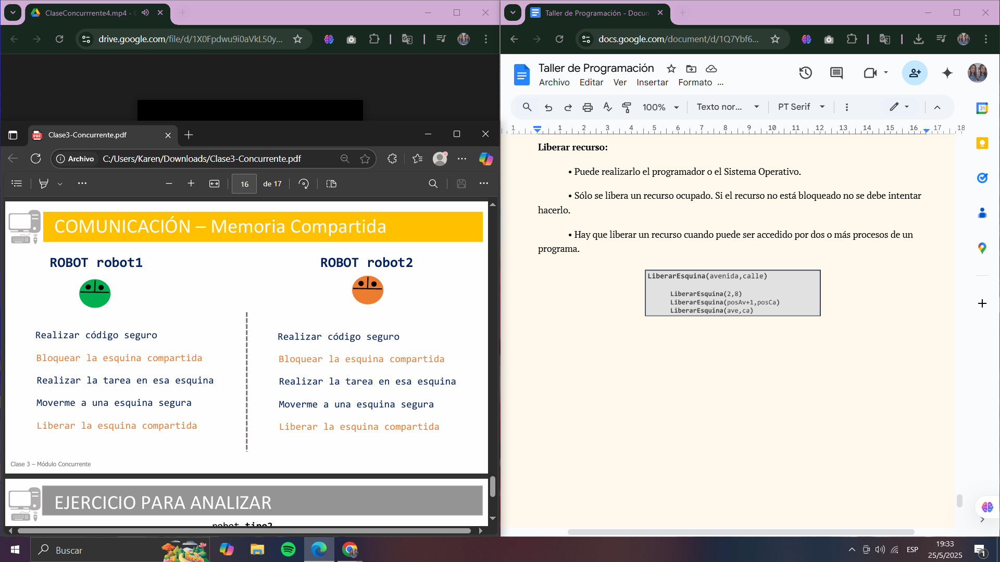 ClaseConcurrrente4.mp4 - G
drive.google.com/file/d/1X0Fpdwu9i0aVkL50y...
Clase3-Concurrente.pdf
Archivo
C:/Users/Karen/Downloads/Clase3-Concurrente.pdf
16
de 17
COMUNICACIÓN – Memoria Compartida
ROBOT robot1
Realizar código seguro
Bloquear la esquina compartida
Realizar la tarea en esa esquina
Moverme a una esquina segura
Liberar la esquina compartida
ROBOT robot2
Realizar código seguro
Bloquear la esquina compartida
Realizar la tarea en esa esquina
Moverme a una esquina segura
Liberar la esquina compartida
Clase 3 – Módulo Concurrente
EJERCICIO PARA ANALIZAR
robot tipo2
Taller de Programación - Docum
docs.google.com/document/d/1Q7Ybf6...
Taller de Programación
Archivo Editar Ver Insertar Formato ...
100%
Texto nor...
PT Serif
1 1 2 3 4 5 6 7 8 9 10 11 12 13 14 15 16 17 18
31
Liberar recurso:
• Puede realizarlo el programador o el Sistema Operativo.
• Sólo se libera un recurso ocupado. Si el recurso no está bloqueado no se debe intentar
hacerlo.
• Hay que liberar un recurso cuando puede ser accedido por dos o más procesos de un
programa.
LiberarEsquina(avenida,calle)
LiberarEsquina(2,8)
LiberarEsquina(posAv+1,posCa)
LiberarEsquina(ave,ca)
Buscar
ESP
19:33
25/5/2025
1